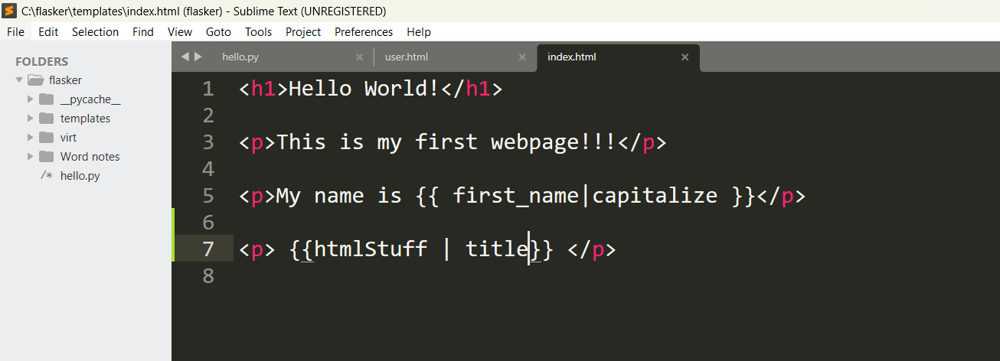 C:\flasker\templates\index.html (flasker) - Sublime Text (UNREGISTERED)
File Edit Selection Find View Goto Tools Project Preferences Help
FOLDERS
flasker
__pycache__
templates
virt
Word notes
/* hello.py
hello.py × user.html × index.html ×
1 <h1>Hello World!</h1>
2
3 <p>This is my first webpage!!!</p>
4
5 <p>My name is {{ first_name|capitalize }}</p>
6
7 <p> {{htmlStuff | title}} </p>
8